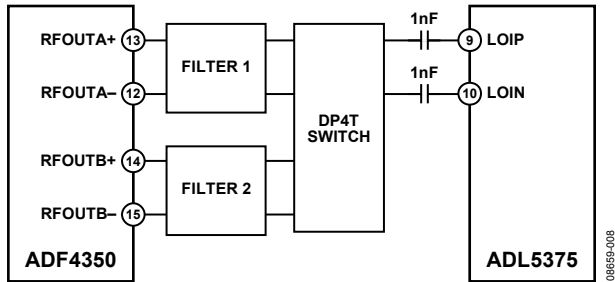 1nF
RFOUTA+ 13
9 LOIP
FILTER 1
1nF
RFOUTA– 12
10 LOIN
DP4T
SWITCH
RFOUTB+ 14
FILTER 2
RFOUTB– 15
ADF4350
ADL5375
08659-008